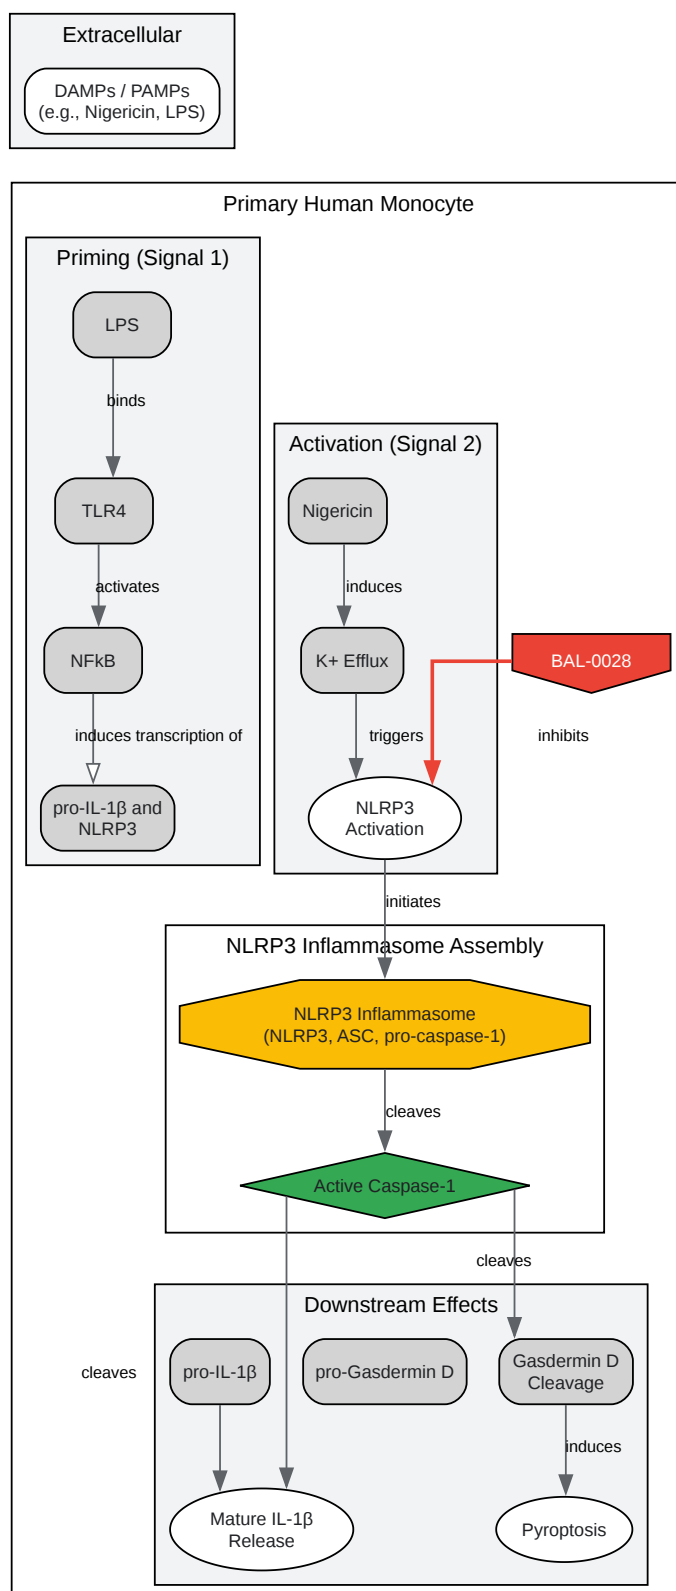 Extracellular
DAMPs / PAMPs
(e.g., Nigericin, LPS)
Primary Human Monocyte
Priming (Signal 1)
LPS
binds
TLR4
activates
NFkB
induces transcription of
pro-IL-1β and
NLRP3
Activation (Signal 2)
Nigericin
induces
K+ Efflux
triggers
NLRP3
Activation
BAL-0028
inhibits
initiates
NLRP3 Inflammasome Assembly
NLRP3 Inflammasome
(NLRP3, ASC, pro-caspase-1)
cleaves
Active Caspase-1
cleaves
Downstream Effects
cleaves
pro-IL-1β
pro-Gasdermin D
Gasdermin D
Cleavage
induces
Mature IL-1β
Release
Pyroptosis